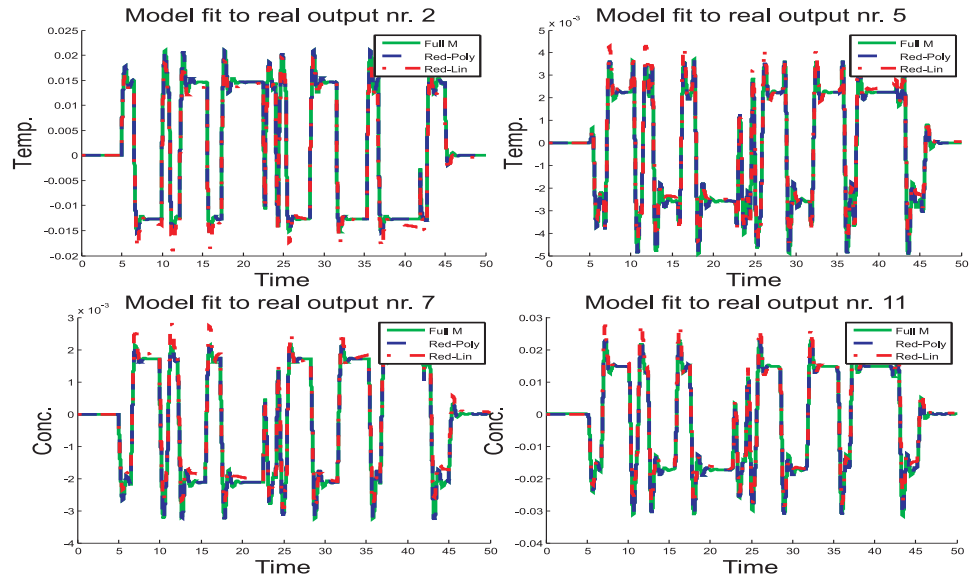 Model fit to real output nr. 2
Full M
Red-Poly
Red-Lin
0.025
0.02
0.015
0.01
0.005
0
-0.005
-0.01
-0.015
-0.02
Temp.
0 5 10 15 20 25 30 35 40 45 50
Time
Model fit to real output nr. 5
× 10⁻³
Full M
Red-Poly
Red-Lin
5
4
3
2
1
0
-1
-2
-3
-4
-5
Temp.
0 5 10 15 20 25 30 35 40 45 50
Time
Model fit to real output nr. 7
× 10⁻³
Full M
Red-Poly
Red-Lin
3
2
1
0
-1
-2
-3
-4
Conc.
0 5 10 15 20 25 30 35 40 45 50
Time
Model fit to real output nr. 11
Full M
Red-Poly
Red-Lin
0.03
0.02
0.01
0
-0.01
-0.02
-0.03
-0.04
Conc.
0 5 10 15 20 25 30 35 40 45 50
Time